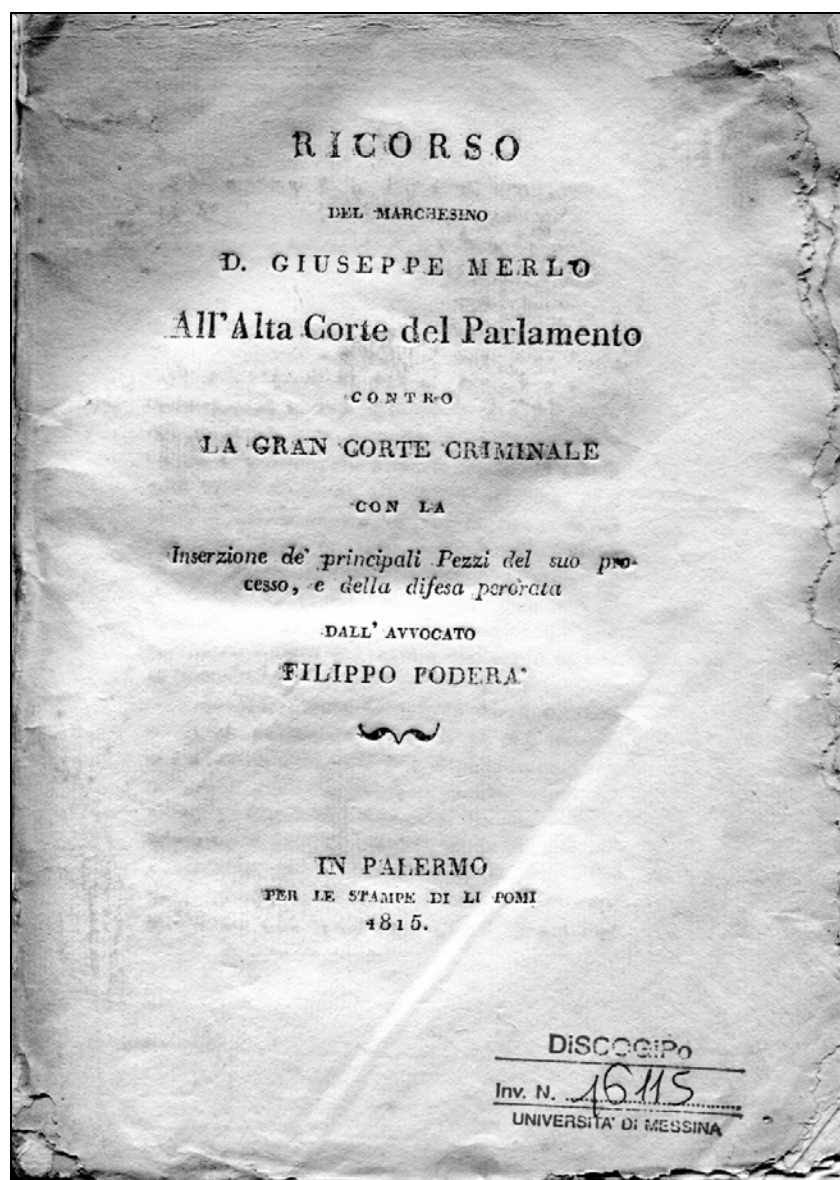 RICORSO
DEL MARCHESINO
D. GIUSEPPE MERLO
All'Alta Corte del Parlamento
CONTRO
LA GRAN CORTE CRIMINALE
CON LA
Inserzione de' principali Pezzi del suo pro-
cesso, e della difesa perorata
DALL' AVVOCATO
FILIPPO FODERA'
IN PALERMO
PER LE STAMPE DI LI POMI
1815.
DiSCOGiPo
Inv. N. 16115
UNIVERSITA' DI MESSINA